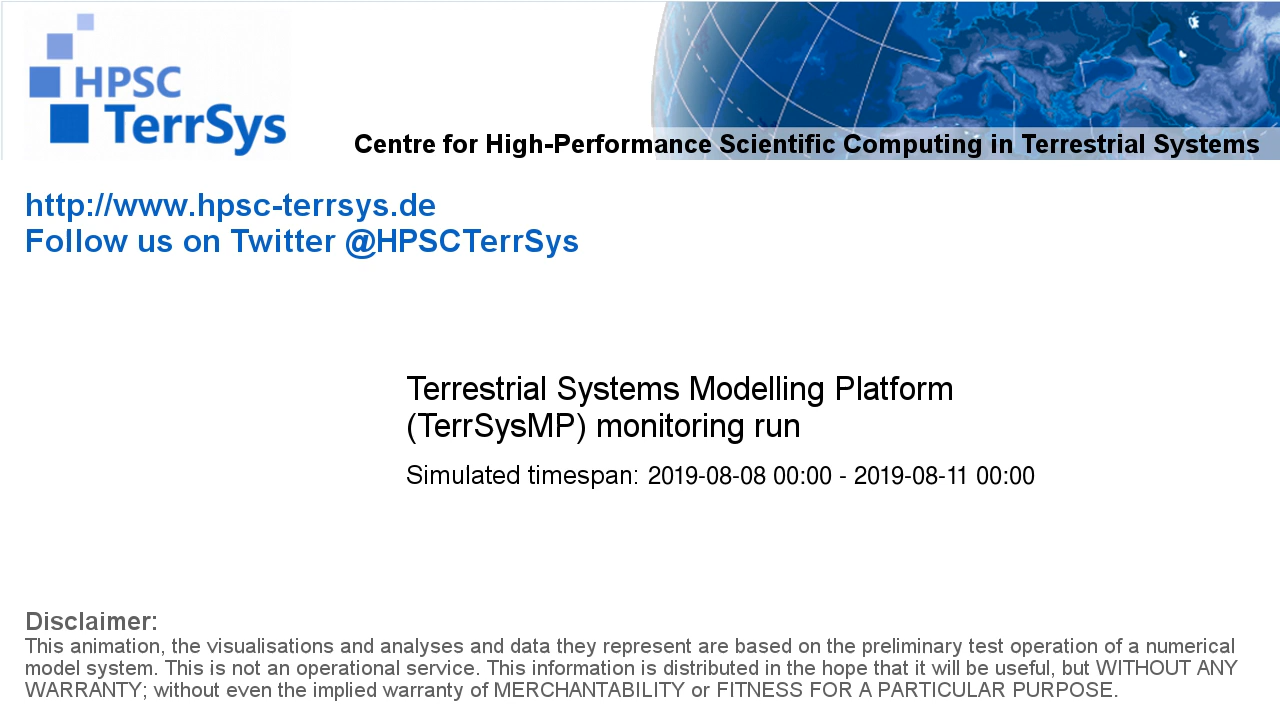 HPSC
TerrSys
Centre for High-Performance Scientific Computing in Terrestrial Systems
http://www.hpsc-terrsys.de
Follow us on Twitter @HPSCTerrSys
Terrestrial Systems Modelling Platform
(TerrSysMP) monitoring run
Simulated timespan: 2019-08-08 00:00 - 2019-08-11 00:00
Disclaimer:
This animation, the visualisations and analyses and data they represent are based on the preliminary test operation of a numerical
model system. This is not an operational service. This information is distributed in the hope that it will be useful, but WITHOUT ANY
WARRANTY; without even the implied warranty of MERCHANTABILITY or FITNESS FOR A PARTICULAR PURPOSE.